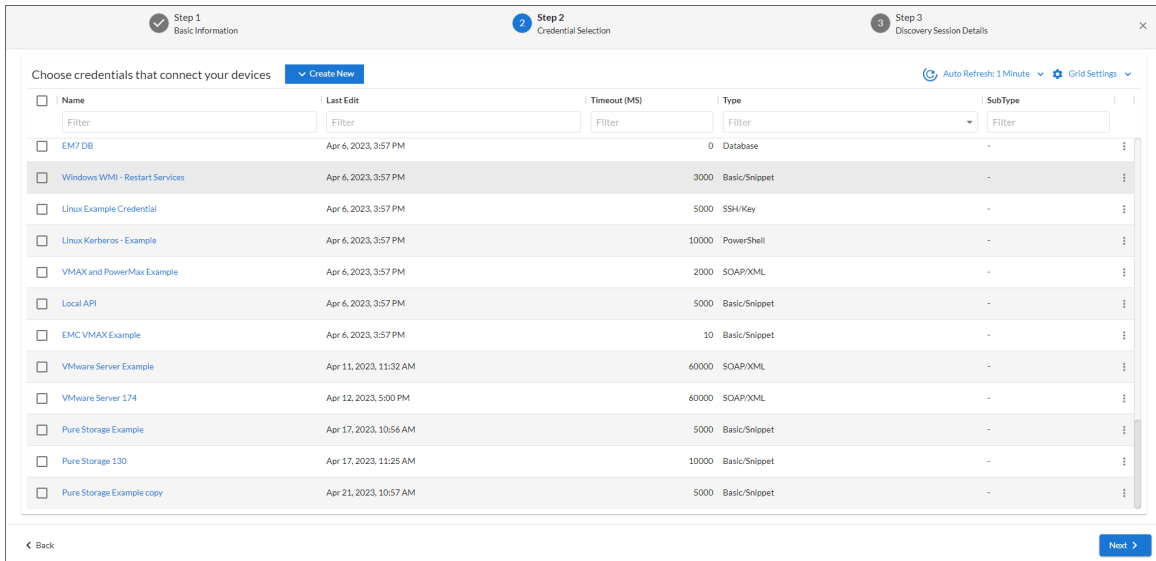 Step 1
Basic Information
2
Step 2
Credential Selection
3
Step 3
Discovery Session Details
Choose credentials that connect your devices
Create New
Auto Refresh: 1 Minute
Grid Settings
Name Last Edit Timeout (MS) Type SubType
Filter Filter Filter Filter Filter
EM7 DB Apr 6, 2023, 3:57 PM 0 Database -
Windows WMI - Restart Services Apr 6, 2023, 3:57 PM 3000 Basic/Snippet -
Linux Example Credential Apr 6, 2023, 3:57 PM 5000 SSH/Key -
Linux Kerberos - Example Apr 6, 2023, 3:57 PM 10000 PowerShell -
VMAX and PowerMax Example Apr 6, 2023, 3:57 PM 2000 SOAP/XML -
Local API Apr 6, 2023, 3:57 PM 5000 Basic/Snippet -
EMC VMAX Example Apr 6, 2023, 3:57 PM 10 Basic/Snippet -
VMware Server Example Apr 11, 2023, 11:32 AM 60000 SOAP/XML -
VMware Server 174 Apr 12, 2023, 5:00 PM 60000 SOAP/XML -
Pure Storage Example Apr 17, 2023, 10:56 AM 5000 Basic/Snippet -
Pure Storage 130 Apr 17, 2023, 11:25 AM 10000 Basic/Snippet -
Pure Storage Example copy Apr 21, 2023, 10:57 AM 5000 Basic/Snippet -
Back
Next